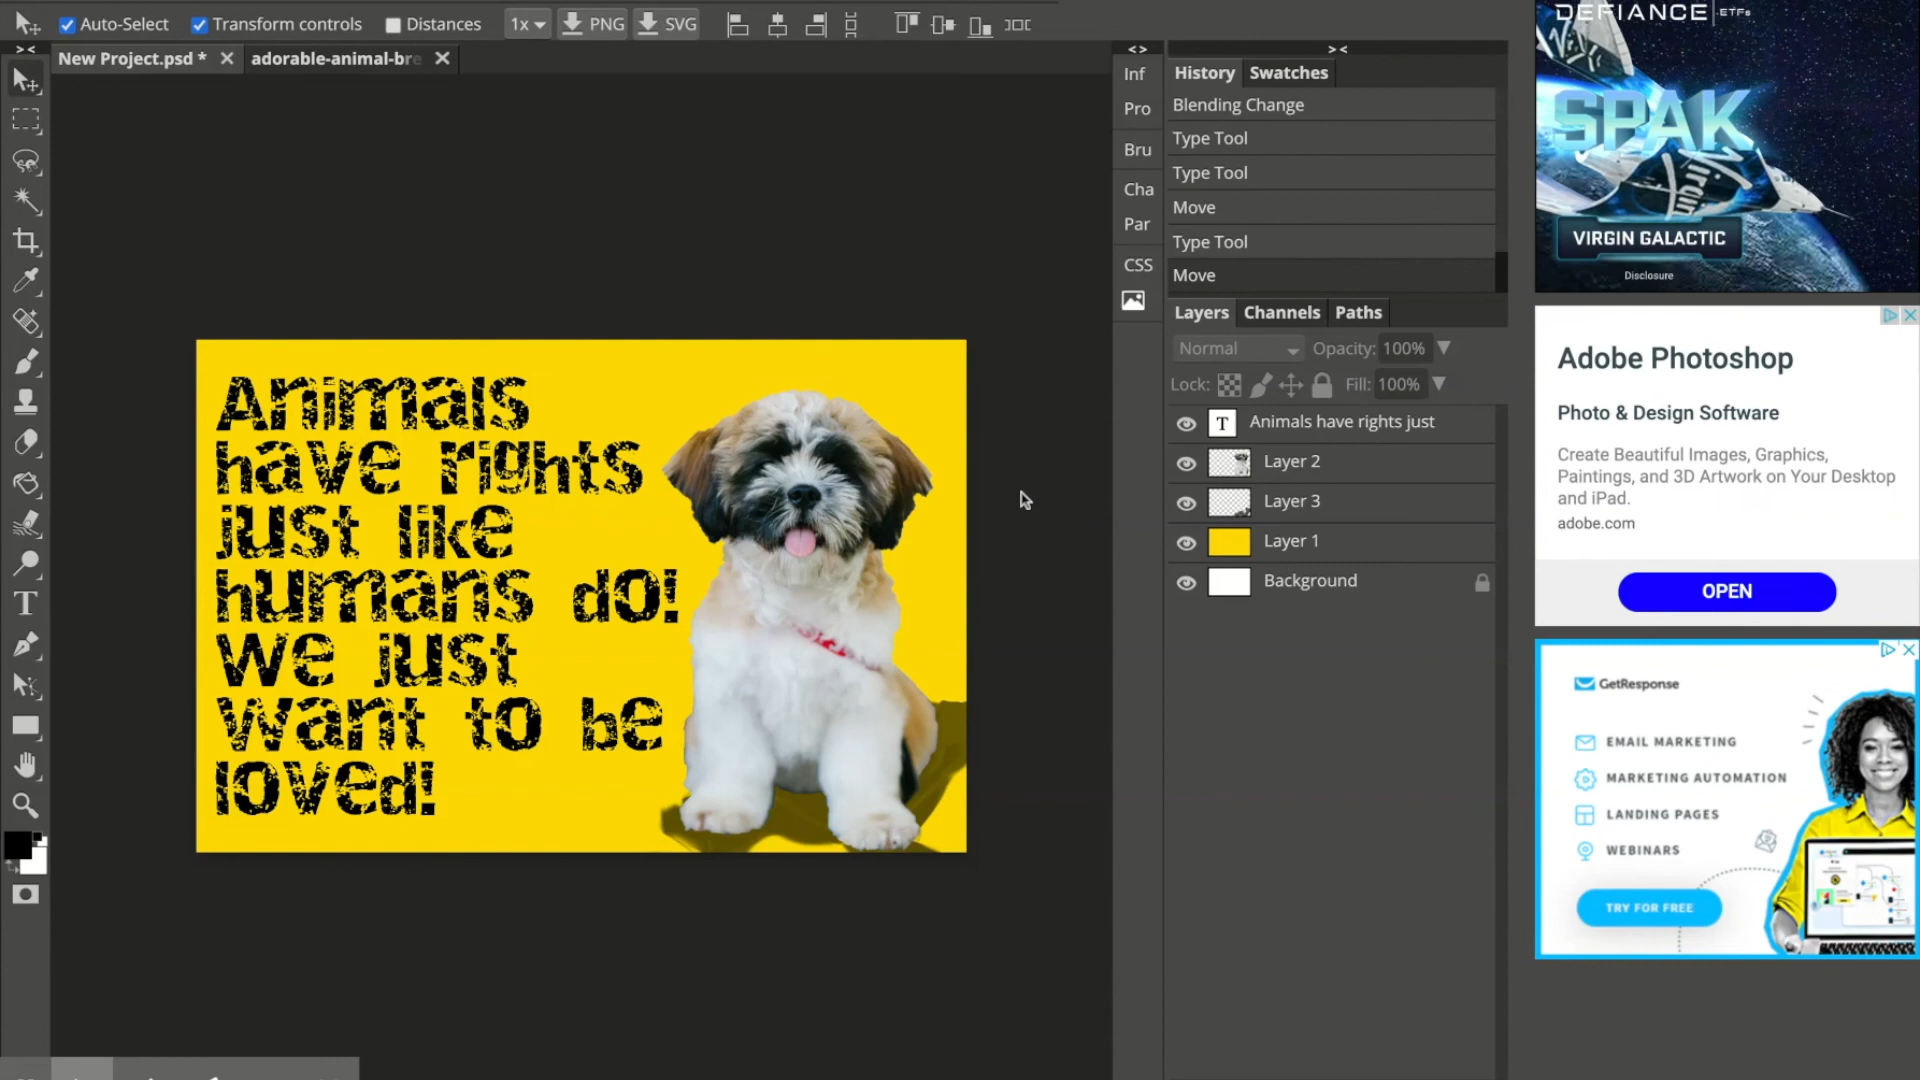 Auto-Select Transform controls Distances 1x PNG SVG
New Project.psd * adorable-animal-bre
Animals
have rights
just like
humans do!
We just
want to be
loved!
Inf
Pro
Bru
Cha
Par
CSS
History Swatches
Blending Change
Type Tool
Type Tool
Move
Type Tool
Move
Layers Channels Paths
Normal Opacity: 100%
Lock: Fill: 100%
T Animals have rights just
Layer 2
Layer 3
Layer 1
Background
DEFIANCE ETFs
SPAK
Virgin
VIRGIN GALACTIC
Disclosure
Adobe Photoshop
Photo & Design Software
Create Beautiful Images, Graphics,
Paintings, and 3D Artwork on Your Desktop
and iPad.
adobe.com
OPEN
GetResponse
EMAIL MARKETING
MARKETING AUTOMATION
LANDING PAGES
WEBINARS
TRY FOR FREE